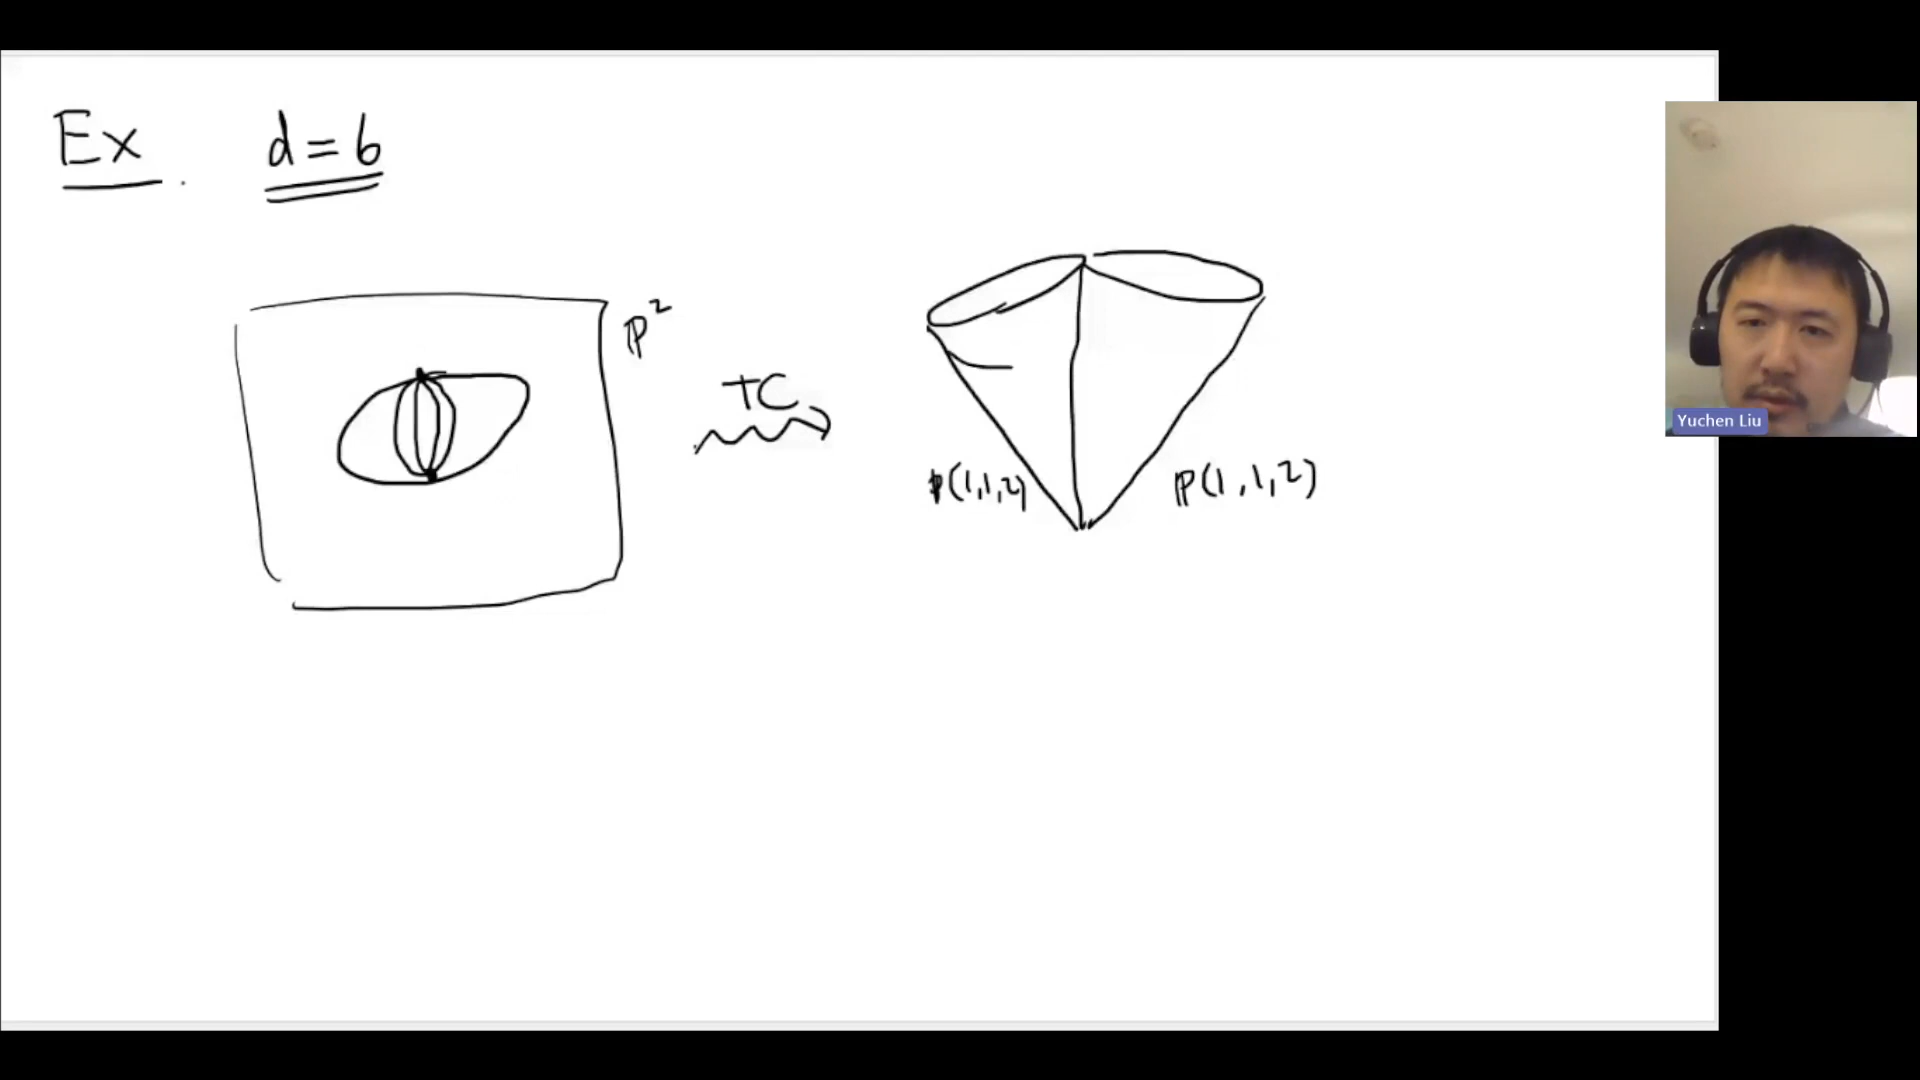 Ex. d=6
ℙ²
TC
ℙ(1,1,2) ℙ(1,1,2)
Yuchen Liu